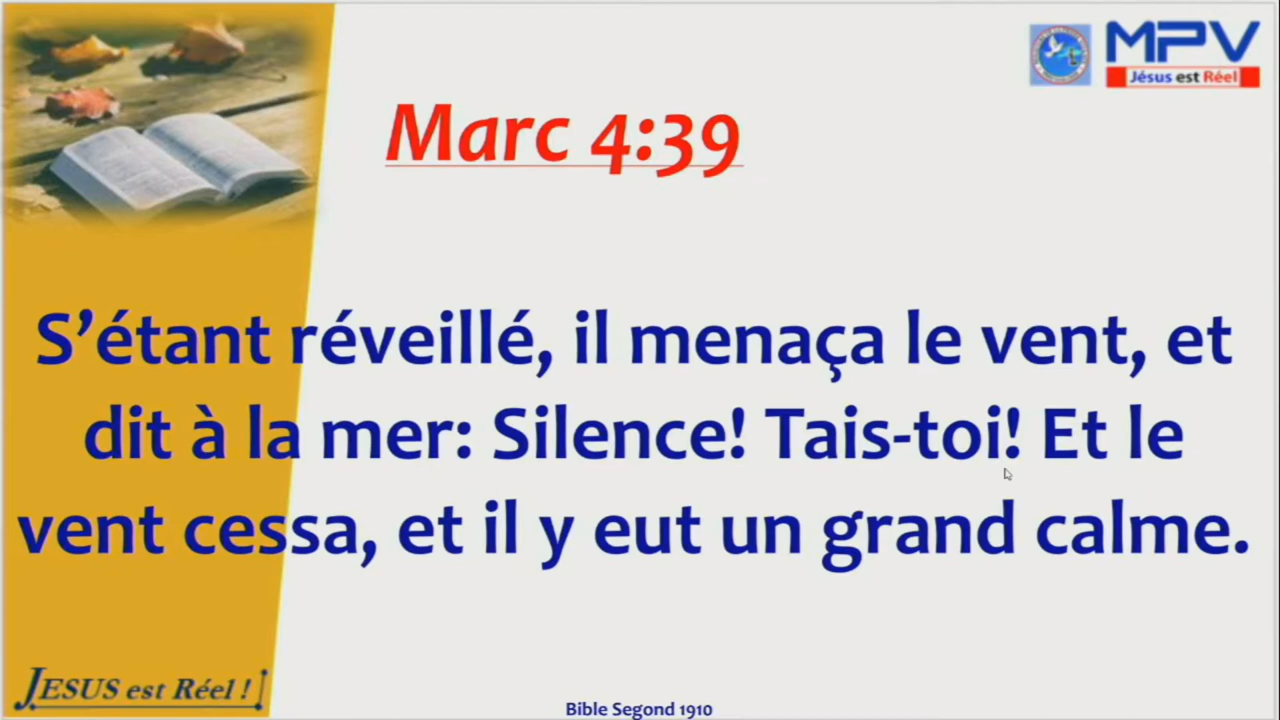 MPV
Jésus est Réel
Marc 4:39
S’étant réveillé, il menaça le vent, et
dit à la mer: Silence! Tais-toi! Et le
vent cessa, et il y eut un grand calme.
JESUS est Réel !
Bible Segond 1910